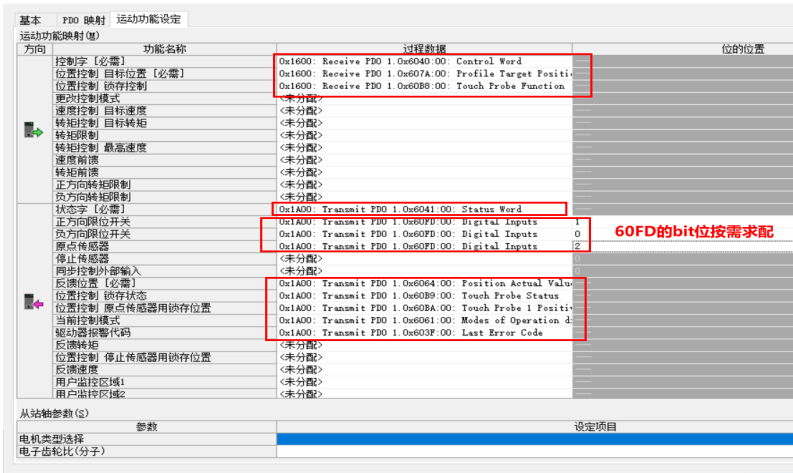 基本 PDO 映射 运动功能设定
运动功能映射(M)
方向 功能名称 过程数据 位的位置
控制字 [必需] 0x1600: Receive PDO 1.0x6040:00: Control Word
位置控制 目标位置 [必需] 0x1600: Receive PDO 1.0x607A:00: Profile Target Positi
位置控制 锁存控制 0x1600: Receive PDO 1.0x60B8:00: Touch Probe Function
更改控制模式 <未分配>
速度控制 目标速度 <未分配>
转矩控制 目标转矩 <未分配>
转矩限制 <未分配>
转矩控制 最高速度 <未分配>
速度前馈 <未分配>
转矩前馈 <未分配>
正方向转矩限制 <未分配>
负方向转矩限制 <未分配>
状态字 [必需] 0x1A00: Transmit PDO 1.0x6041:00: Status Word
正方向限位开关 0x1A00: Transmit PDO 1.0x60FD:00: Digital Inputs 1
负方向限位开关 0x1A00: Transmit PDO 1.0x60FD:00: Digital Inputs 0 60FD的bit位按需求配
原点传感器 0x1A00: Transmit PDO 1.0x60FD:00: Digital Inputs 2
停止传感器 <未分配> 0
同步控制外部输入 <未分配> 0
反馈位置 [必需] 0x1A00: Transmit PDO 1.0x6064:00: Position Actual Value
位置控制 锁存状态 0x1A00: Transmit PDO 1.0x60B9:00: Touch Probe Status
位置控制 原点传感器用锁存位置 0x1A00: Transmit PDO 1.0x60BA:00: Touch Probe 1 Positi
当前控制模式 0x1A00: Transmit PDO 1.0x6061:00: Modes of Operation d
驱动器报警代码 0x1A00: Transmit PDO 1.0x603F:00: Last Error Code
反馈转矩 <未分配>
位置控制 停止传感器用锁存位置 <未分配>
反馈速度 <未分配>
用户监控区域1 <未分配>
用户监控区域2 <未分配>
从站轴参数(S)
参数 设定项目
电机类型选择
电子齿轮比(分子)